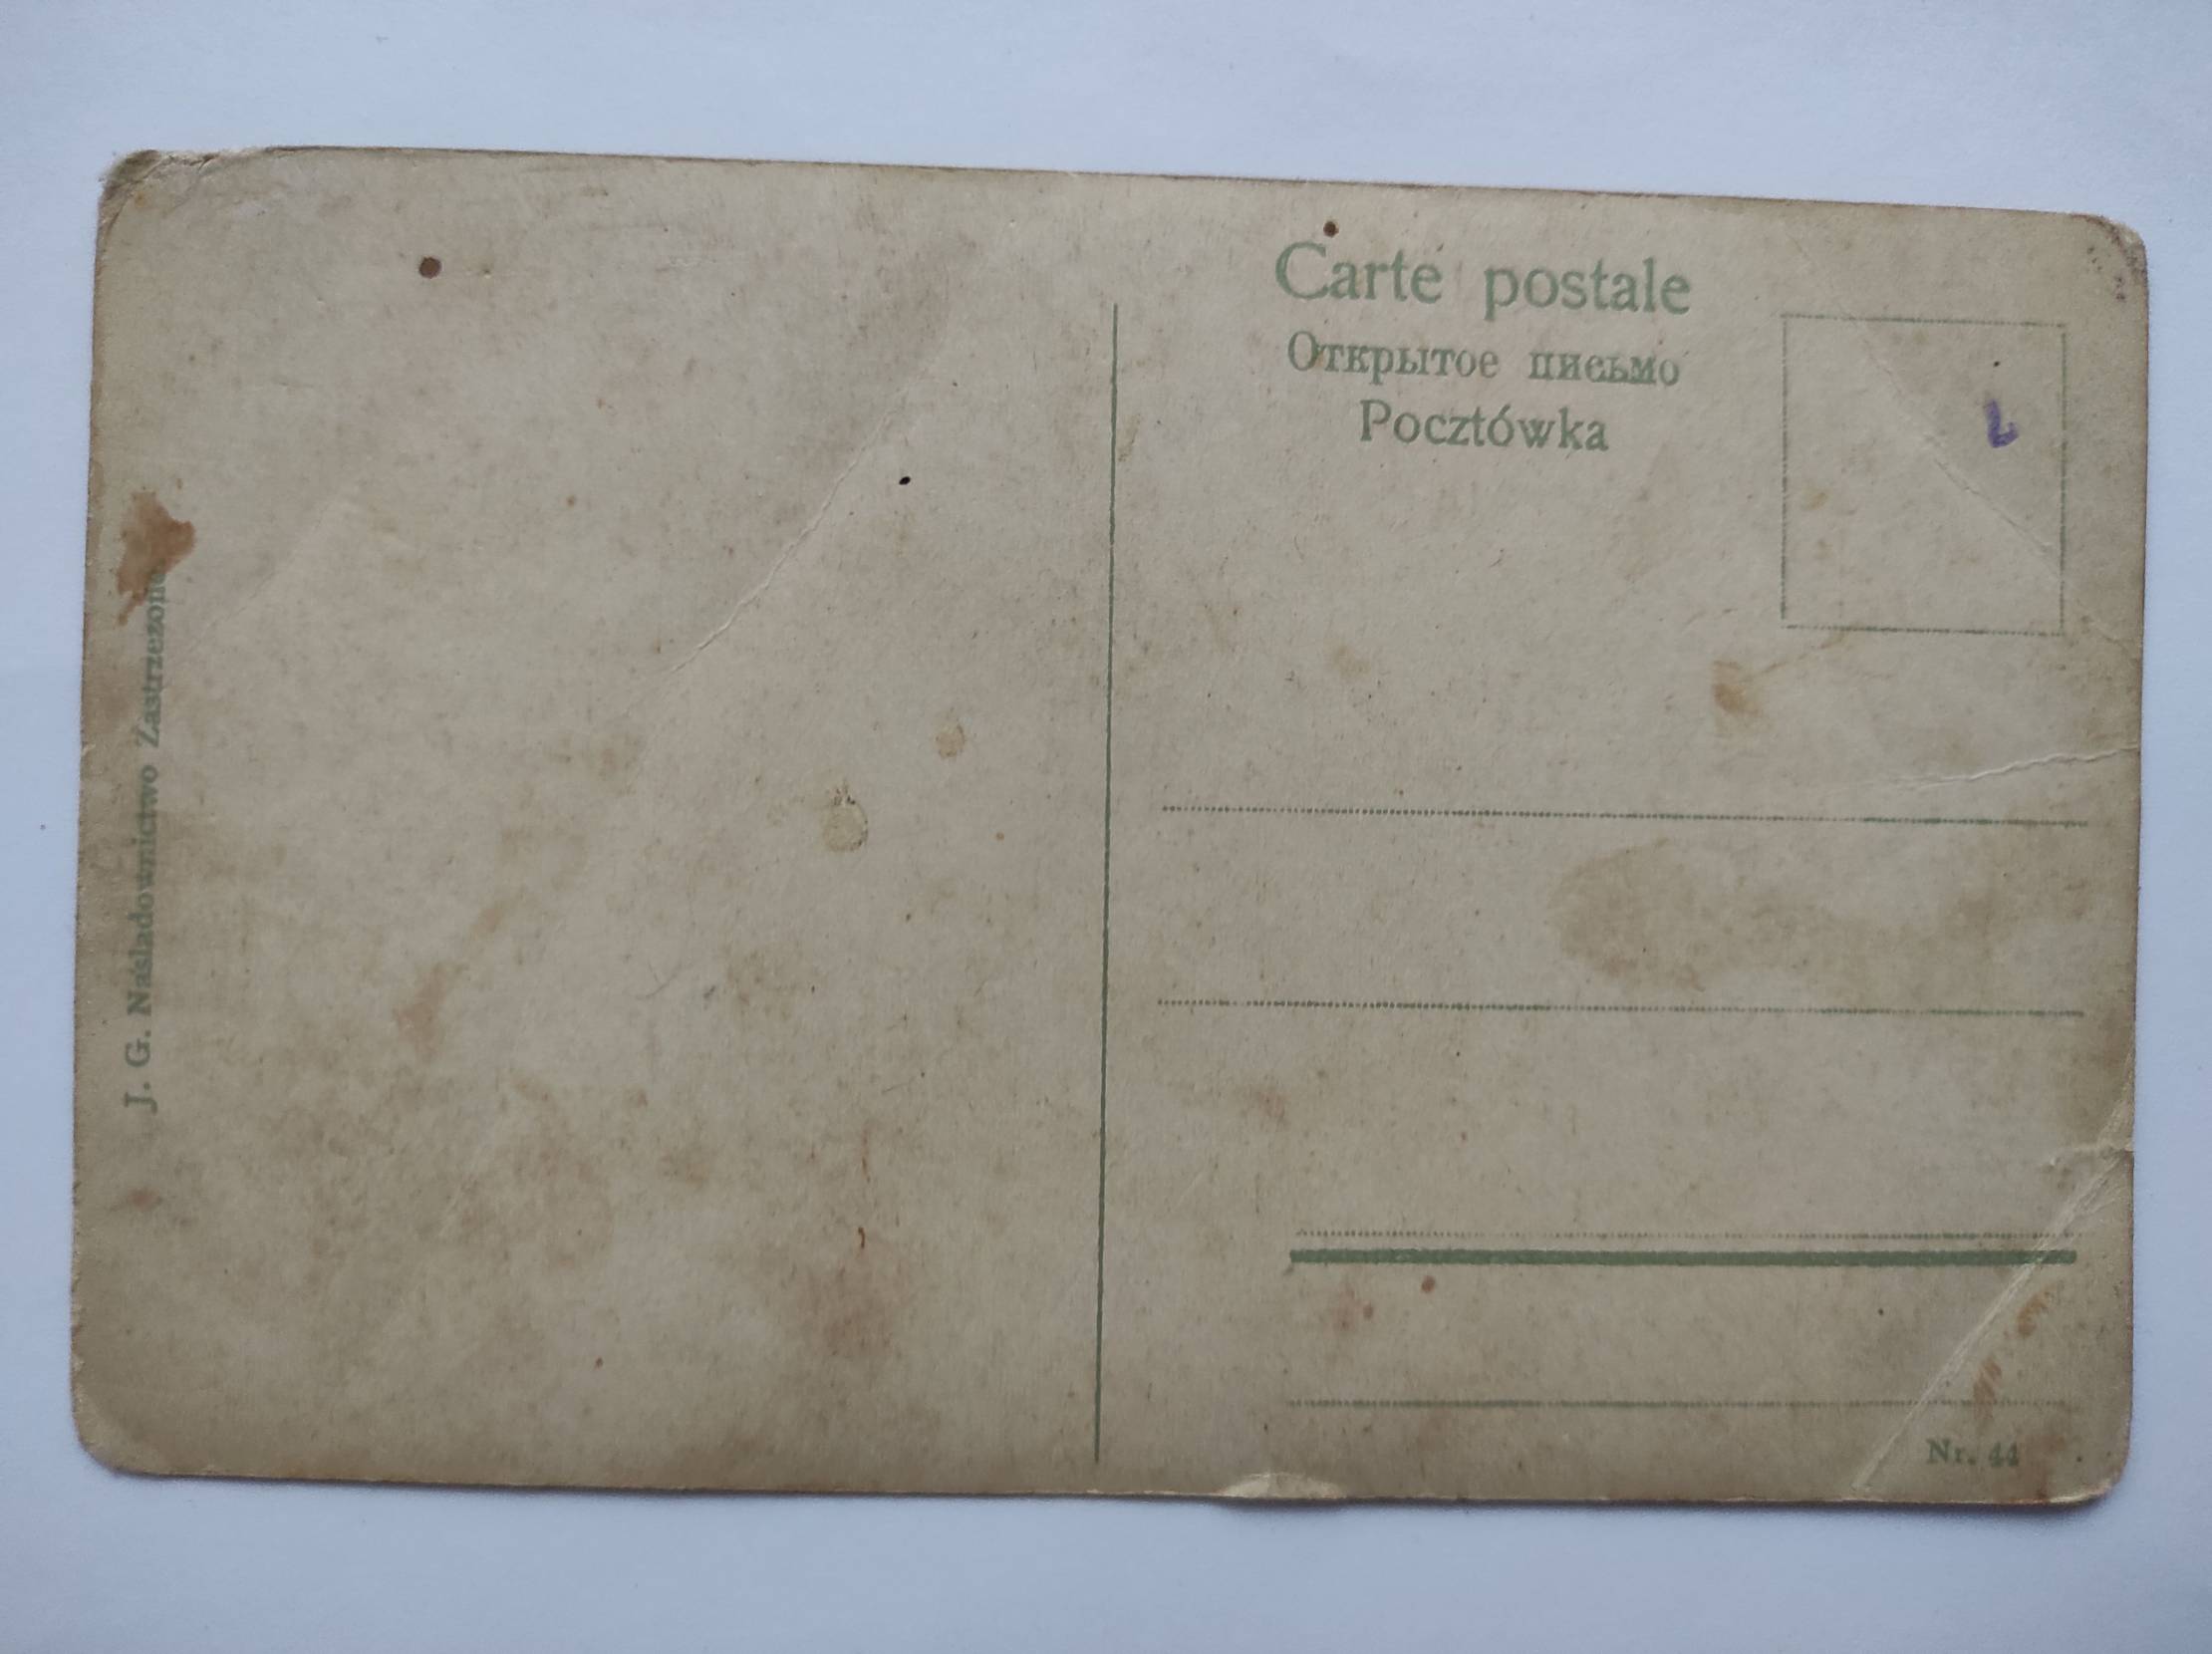 Carte postale
Открытое письмо
Pocztówka
J. G. Naśladownictwo Zastrzeżone.
Nr. 44